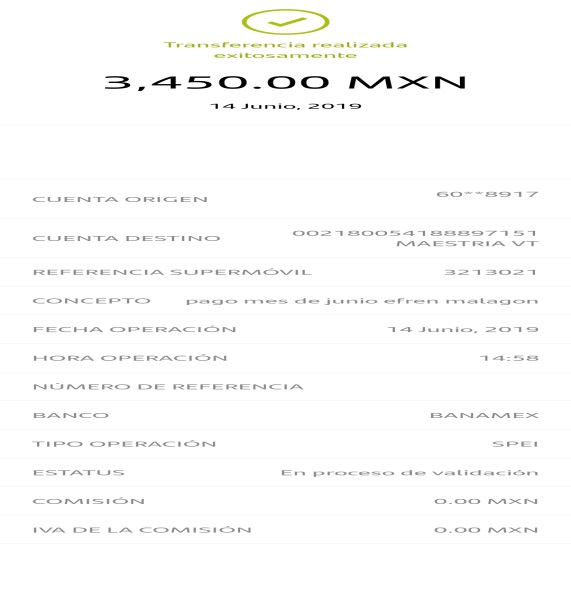 Transferencia realizada
exitosamente
3,450.00 MXN
14 Junio, 2019
CUENTA ORIGEN 60**8917
CUENTA DESTINO 002180054188897151
MAESTRIA VT
REFERENCIA SUPERMÓVIL 3213021
CONCEPTO pago mes de junio efren malagon
FECHA OPERACIÓN 14 Junio, 2019
HORA OPERACIÓN 14:58
NÚMERO DE REFERENCIA
BANCO BANAMEX
TIPO OPERACIÓN SPEI
ESTATUS En proceso de validación
COMISIÓN 0.00 MXN
IVA DE LA COMISIÓN 0.00 MXN